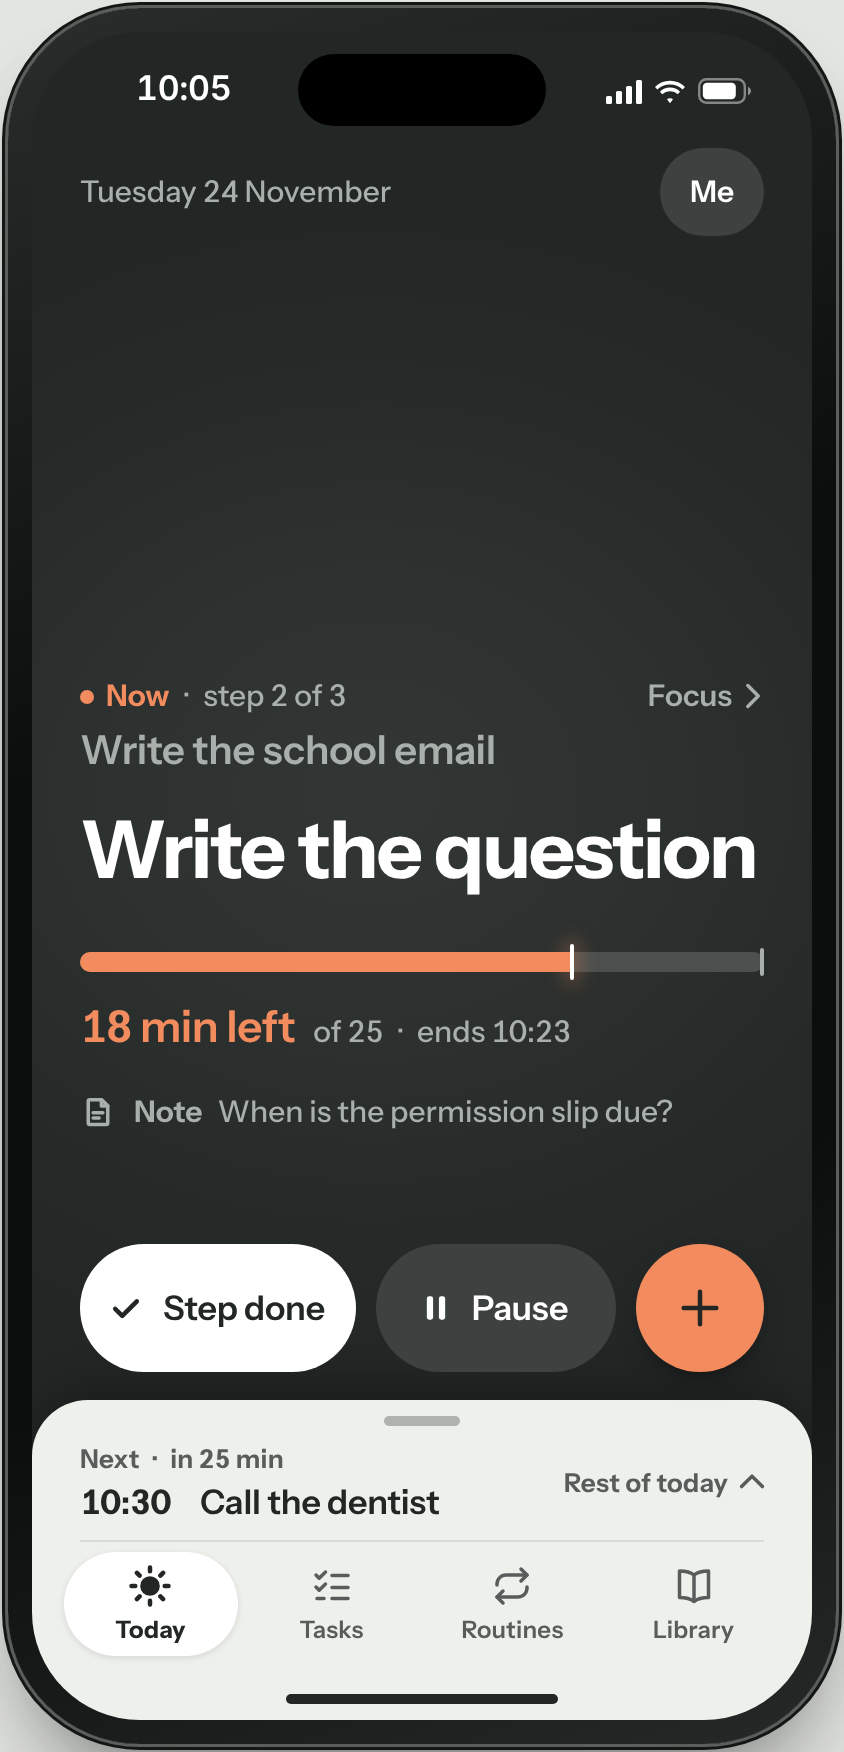 10:05
Tuesday 24 November
Me
Now · step 2 of 3
Focus
Write the school email
Write the question
18 min left of 25 · ends 10:23
Note When is the permission slip due?
Step done
Pause
Next · in 25 min
10:30 Call the dentist
Rest of today
Today
Tasks
Routines
Library